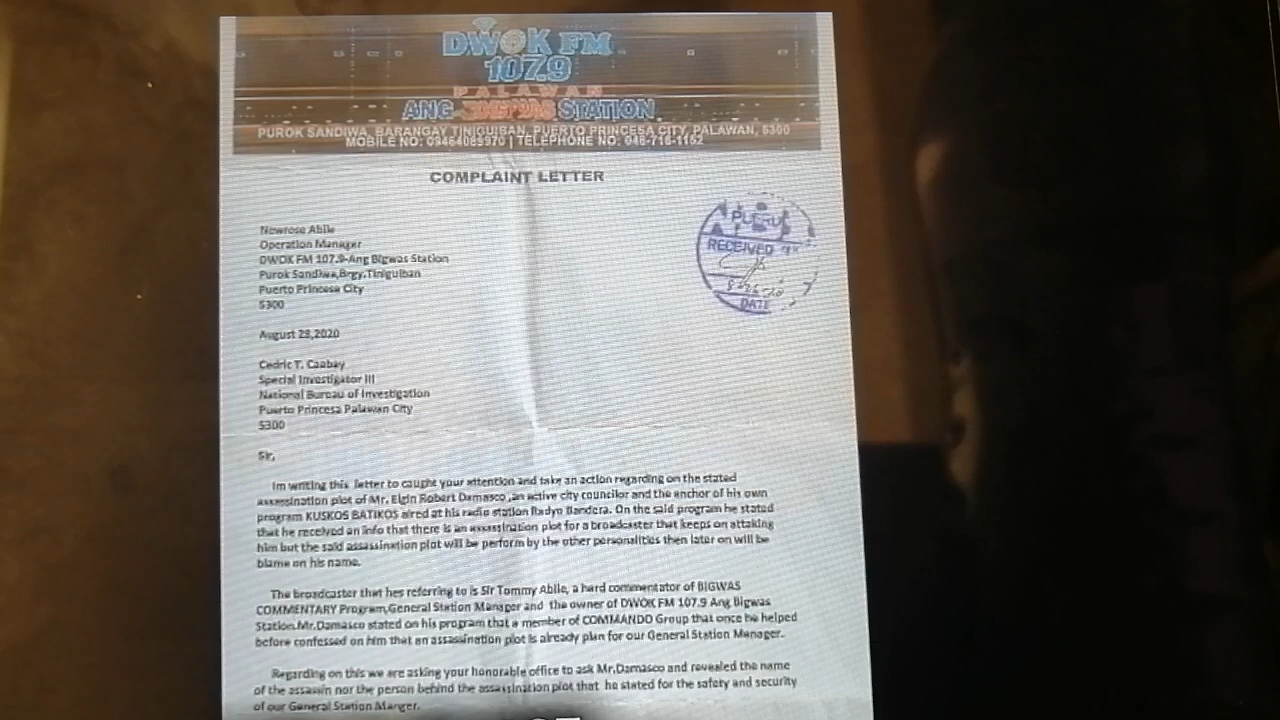 DWOK FM
107.9
PALAWAN
ANG BIGWAS STATION
PUROK SANDIWA, BARANGAY TINIGUIBAN, PUERTO PRINCESA CITY, PALAWAN, 5300
MOBILE NO: 09464089970 | TELEPHONE NO: 048-716-1152
COMPLAINT LETTER
RECEIVED
DATE
Newrose Abile
Operation Manager
DWOK FM 107.9-Ang Bigwas Station
Purok Sandiwa,Brgy.Tiniguiban
Puerto Princesa City
5300
August 28,2020
Cedric T. Caabay
Special Investigator III
National Bureau of Investigation
Puerto Princesa Palawan City
5300
Sir,
Im writing this letter to caught your attention and take an action regarding on the stated
assassination plot of Mr. Elgin Robert Damasco ,an active city councilor and the anchor of his own
program KUSKOS BATIKOS aired at his radio station Radyo Bandera. On the said program he stated
that he received an info that there is an assassination plot for a broadcaster that keeps on attaking
him but the said assassination plot will be perform by the other personalities then later on will be
blame on his name.
The broadcaster that hes referring to is Sir Tommy Abile, a hard commentator of BIGWAS
COMMENTARY Program,General Station Manager and the owner of DWOK FM 107.9 Ang Bigwas
Station.Mr.Damasco stated on his program that a member of COMMANDO Group that once he helped
before confessed on him that an assassination plot is already plan for our General Station Manager.
Regarding on this we are asking your honorable office to ask Mr.Damasco and revealed the name
of the assassin nor the person behind the assassination plot that he stated for the safety and security
of our General Station Manger.